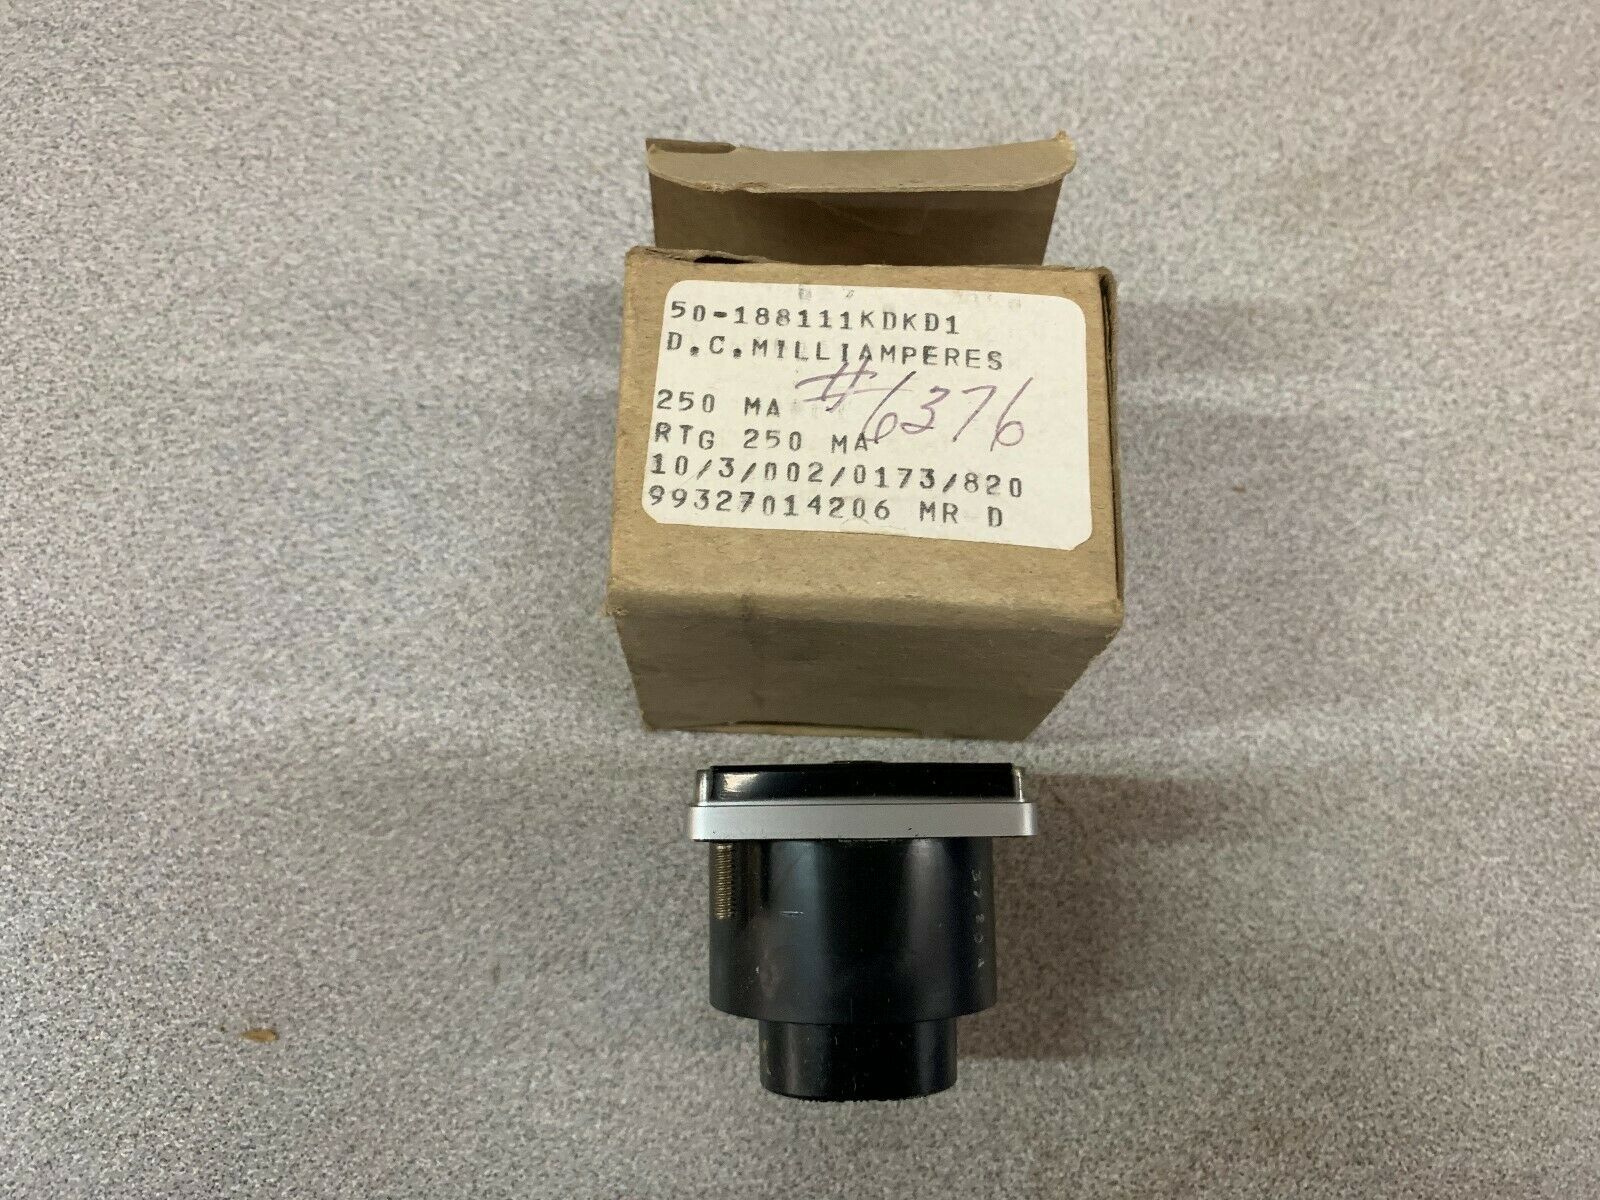 50-188111KDKD1
D.C.MILLIAMPERES
#6376
250 MA
RTG 250 MA
10/3/002/0173/820
99327014206 MR D